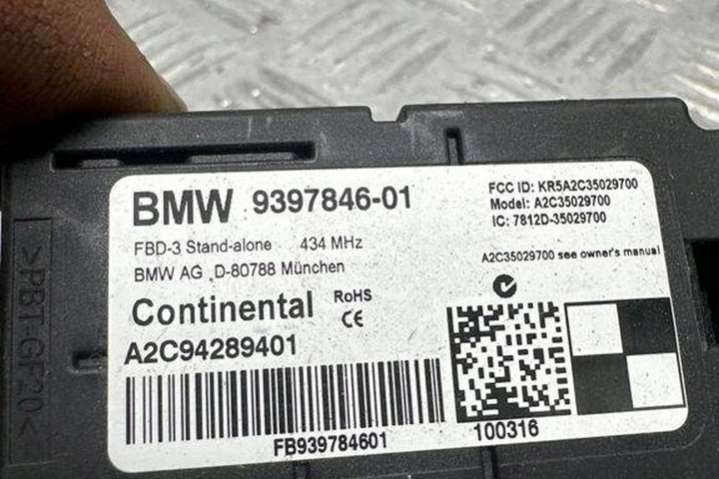 BMW 9397846-01
FBD-3 Stand-alone 434 MHz
BMW AG ,D-80788 München
Continental RoHS
CE
A2C94289401
FB939784601
FCC ID: KR5A2C35029700
Model: A2C35029700
IC: 7812D-35029700
A2C35029700 see owner's manual
100316
>PBT-GF20<